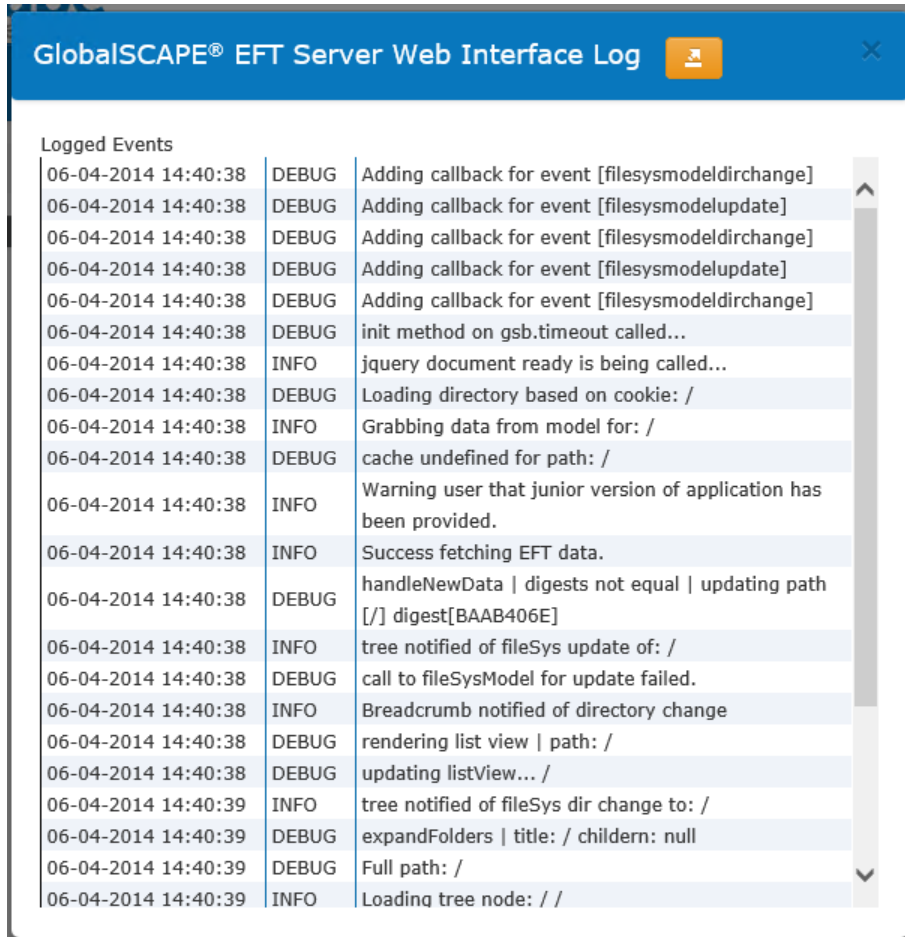 GlobalSCAPE® EFT Server Web Interface Log
Logged Events
06-04-2014 14:40:38 DEBUG Adding callback for event [filesysmodeldirchange]
06-04-2014 14:40:38 DEBUG Adding callback for event [filesysmodelupdate]
06-04-2014 14:40:38 DEBUG Adding callback for event [filesysmodeldirchange]
06-04-2014 14:40:38 DEBUG Adding callback for event [filesysmodelupdate]
06-04-2014 14:40:38 DEBUG Adding callback for event [filesysmodeldirchange]
06-04-2014 14:40:38 DEBUG init method on gsb.timeout called...
06-04-2014 14:40:38 INFO jquery document ready is being called...
06-04-2014 14:40:38 DEBUG Loading directory based on cookie: /
06-04-2014 14:40:38 INFO Grabbing data from model for: /
06-04-2014 14:40:38 DEBUG cache undefined for path: /
06-04-2014 14:40:38 INFO Warning user that junior version of application has
been provided.
06-04-2014 14:40:38 INFO Success fetching EFT data.
06-04-2014 14:40:38 DEBUG handleNewData | digests not equal | updating path
[/] digest[BAAB406E]
06-04-2014 14:40:38 INFO tree notified of fileSys update of: /
06-04-2014 14:40:38 DEBUG call to fileSysModel for update failed.
06-04-2014 14:40:38 INFO Breadcrumb notified of directory change
06-04-2014 14:40:38 DEBUG rendering list view | path: /
06-04-2014 14:40:38 DEBUG updating listView... /
06-04-2014 14:40:39 INFO tree notified of fileSys dir change to: /
06-04-2014 14:40:39 DEBUG expandFolders | title: / childern: null
06-04-2014 14:40:39 DEBUG Full path: /
06-04-2014 14:40:39 INFO Loading tree node: / /